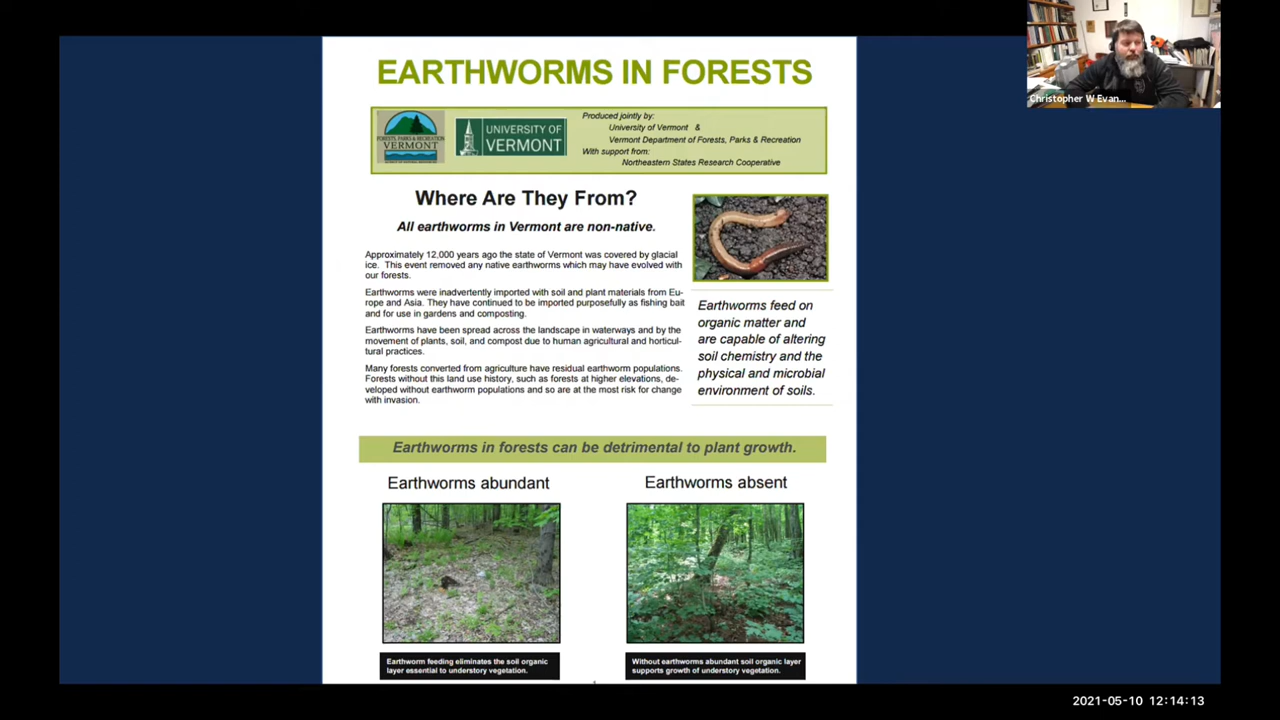 EARTHWORMS IN FORESTS
FORESTS, PARKS & RECREATION
VERMONT
UNIVERSITY OF
VERMONT
Produced jointly by:
University of Vermont &
Vermont Department of Forests, Parks & Recreation
With support from:
Northeastern States Research Cooperative
Where Are They From?
All earthworms in Vermont are non-native.
Approximately 12,000 years ago the state of Vermont was covered by glacial
ice. This event removed any native earthworms which may have evolved with
our forests.
Earthworms were inadvertently imported with soil and plant materials from Eu-
rope and Asia. They have continued to be imported purposefully as fishing bait
and for use in gardens and composting.
Earthworms have been spread across the landscape in waterways and by the
movement of plants, soil, and compost due to human agricultural and horticul-
tural practices.
Many forests converted from agriculture have residual earthworm populations.
Forests without this land use history, such as forests at higher elevations, de-
veloped without earthworm populations and so are at the most risk for change
with invasion.
Earthworms feed on
organic matter and
are capable of altering
soil chemistry and the
physical and microbial
environment of soils.
Earthworms in forests can be detrimental to plant growth.
Earthworms abundant
Earthworms absent
Earthworm feeding eliminates the soil organic
layer essential to understory vegetation.
Without earthworms abundant soil organic layer
supports growth of understory vegetation.
Christopher W Evan...
2021-05-10 12:14:13